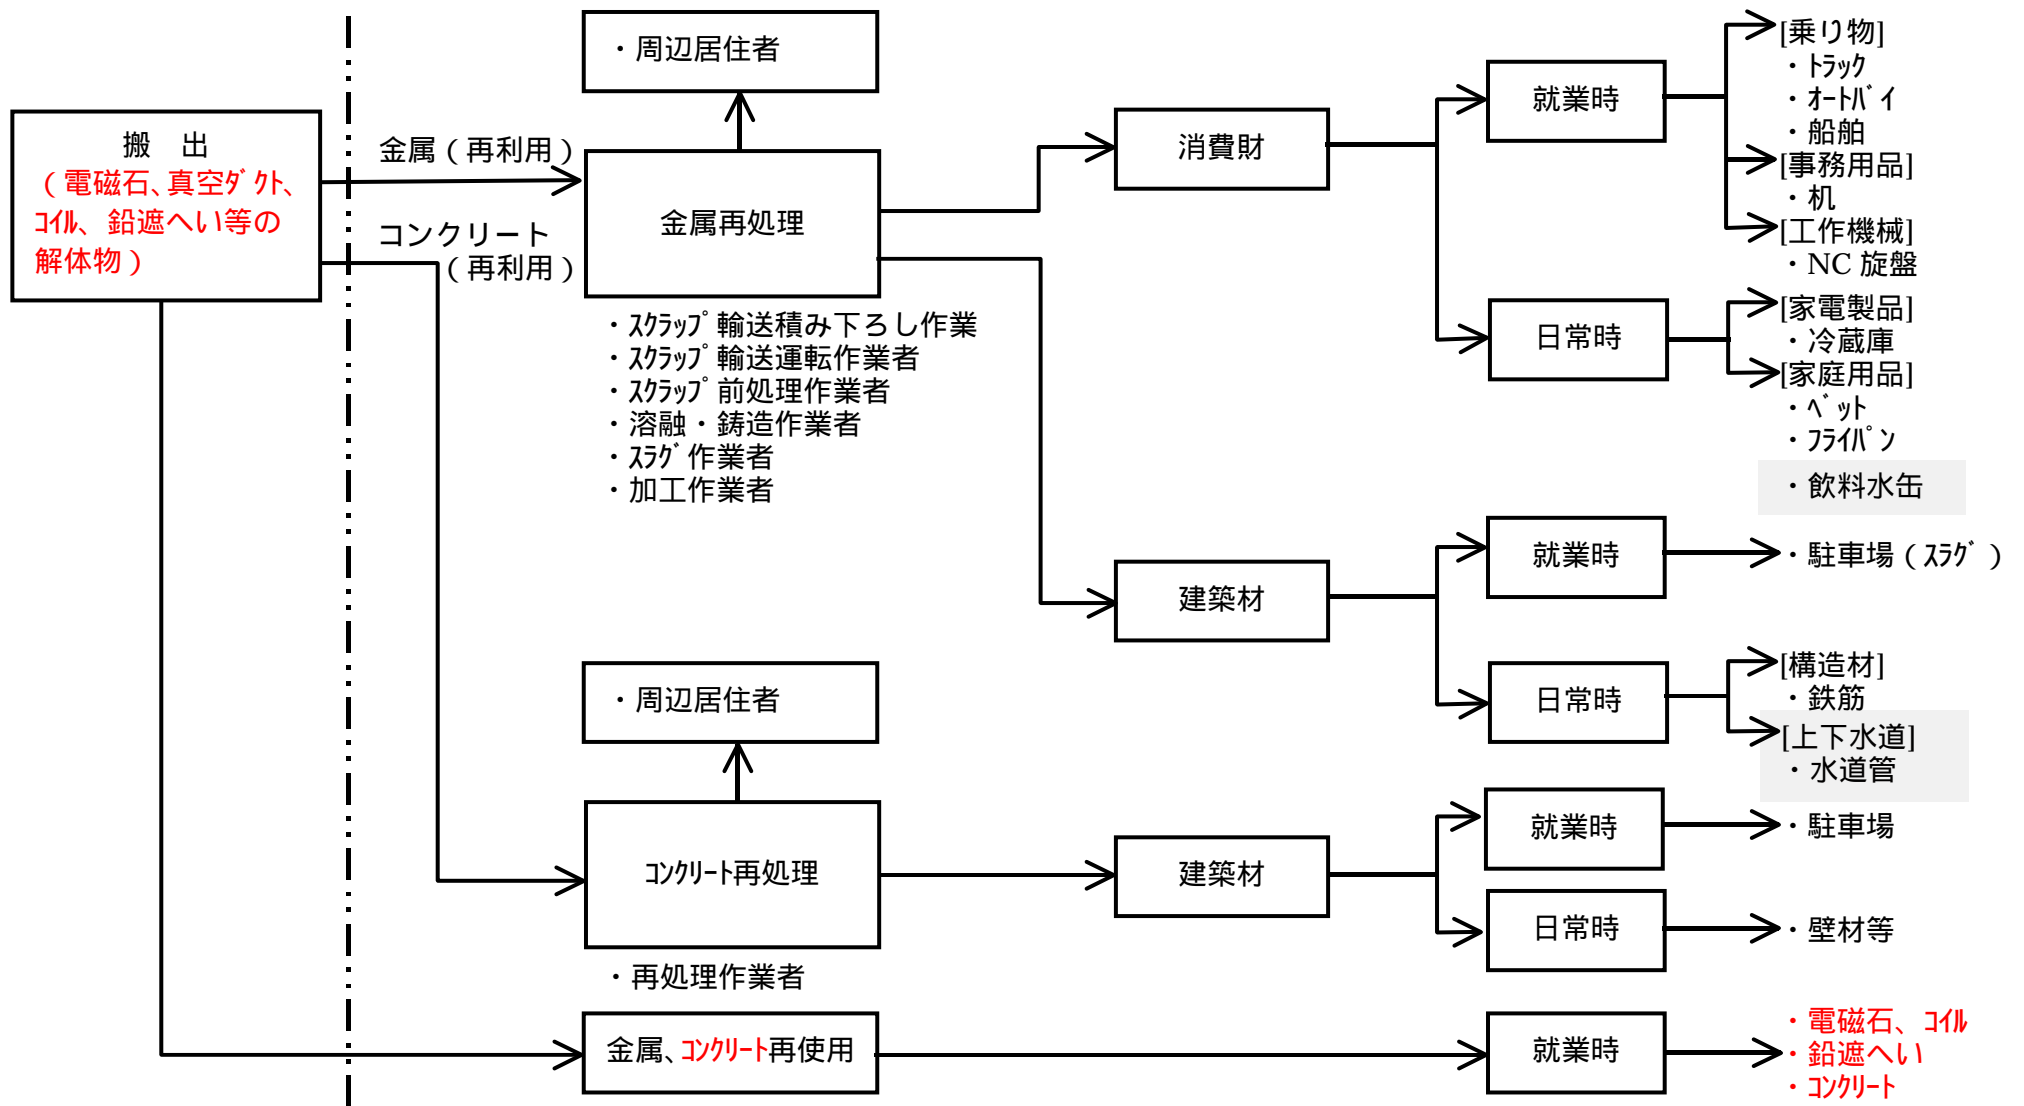 搬　出
（電磁石、真空ﾀﾞｸﾄ、
ｺｲﾙ、鉛遮へい等の
解体物）
金属（再利用）
コンクリート
（再利用）
・周辺居住者
金属再処理
・ｽｸﾗｯﾌﾟ輸送積み下ろし作業
・ｽｸﾗｯﾌﾟ輸送運転作業者
・ｽｸﾗｯﾌﾟ前処理作業者
・溶融・鋳造作業者
・ｽﾗｸﾞ作業者
・加工作業者
・周辺居住者
ｺﾝｸﾘｰﾄ再処理
・再処理作業者
金属、ｺﾝｸﾘｰﾄ再使用
消費財
建築材
建築材
就業時
日常時
就業時
日常時
就業時
日常時
就業時
[乗り物]
・ﾄﾗｯｸ
・ｵｰﾄﾊﾞｲ
・船舶
[事務用品]
・机
[工作機械]
・NC 旋盤
[家電製品]
・冷蔵庫
[家庭用品]
・ﾍﾞｯﾄ
・ﾌﾗｲﾊﾟﾝ
・飲料水缶
・駐車場（ｽﾗｸﾞ）
[構造材]
・鉄筋
[上下水道]
・水道管
・駐車場
・壁材等
・電磁石、ｺｲﾙ
・鉛遮へい
・ｺﾝｸﾘｰﾄ